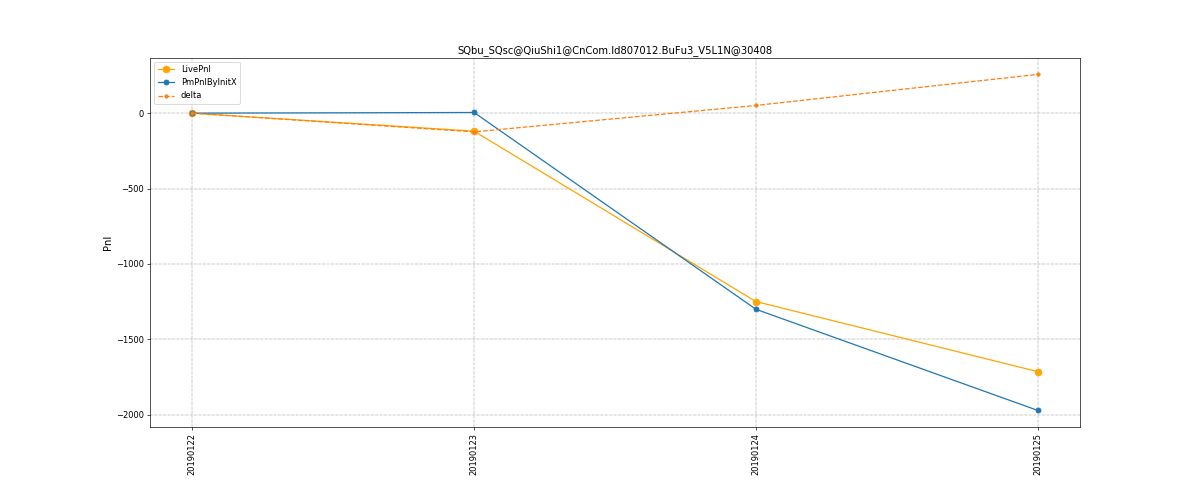 SQbu_SQsc@QiuShi1@CnCom.Id807012.BuFu3_V5L1N@30408
LivePnl
PmPnlByInitX
delta
0
−500
−1000
−1500
−2000
Pnl
20190122
20190123
20190124
20190125